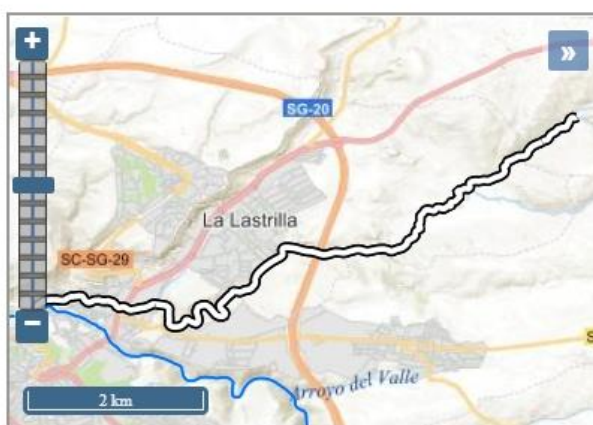 +
»
SG-20
La Lastrilla
SC-SG-29
S
−
Arroyo del Valle
2 km